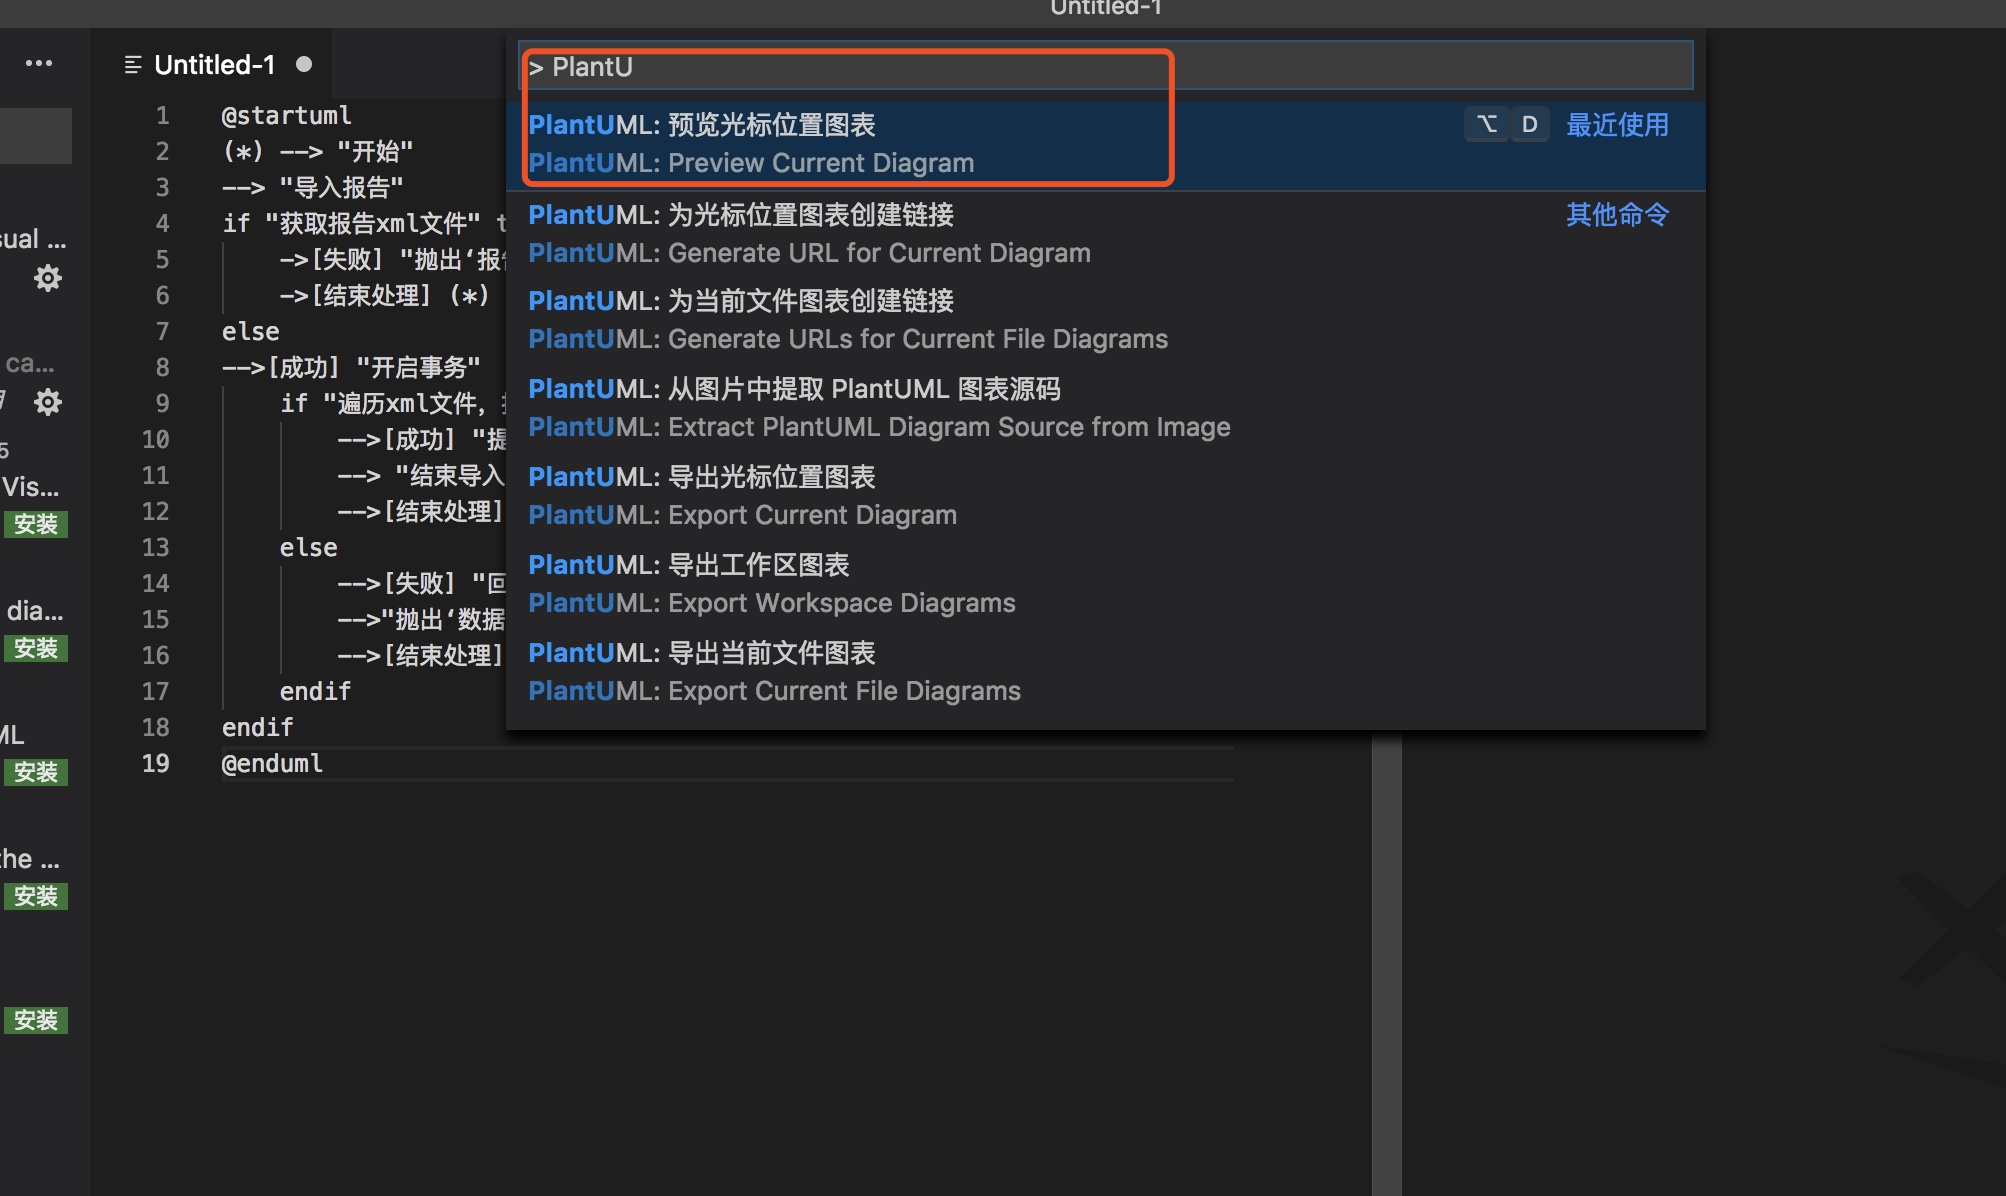 Untitled-1
Untitled-1
sual ...
ca...
5
Vis...
安装
dia...
安装
ML
安装
the ...
安装
安装
1 @startuml
2 (*) --> "开始"
3 --> "导入报告"
4 if "获取报告xml文件" t
5 ->[失败] "抛出‘报告
6 ->[结束处理] (*)
7 else
8 -->[成功] "开启事务"
9 if "遍历xml文件，
10 -->[成功] "提
11 --> "结束导入
12 -->[结束处理]
13 else
14 -->[失败] "回
15 -->"抛出‘数据
16 -->[结束处理]
17 endif
18 endif
19 @enduml
> PlantU
PlantUML: 预览光标位置图表 ⌥ D 最近使用
PlantUML: Preview Current Diagram
PlantUML: 为光标位置图表创建链接 其他命令
PlantUML: Generate URL for Current Diagram
PlantUML: 为当前文件图表创建链接
PlantUML: Generate URLs for Current File Diagrams
PlantUML: 从图片中提取 PlantUML 图表源码
PlantUML: Extract PlantUML Diagram Source from Image
PlantUML: 导出光标位置图表
PlantUML: Export Current Diagram
PlantUML: 导出工作区图表
PlantUML: Export Workspace Diagrams
PlantUML: 导出当前文件图表
PlantUML: Export Current File Diagrams